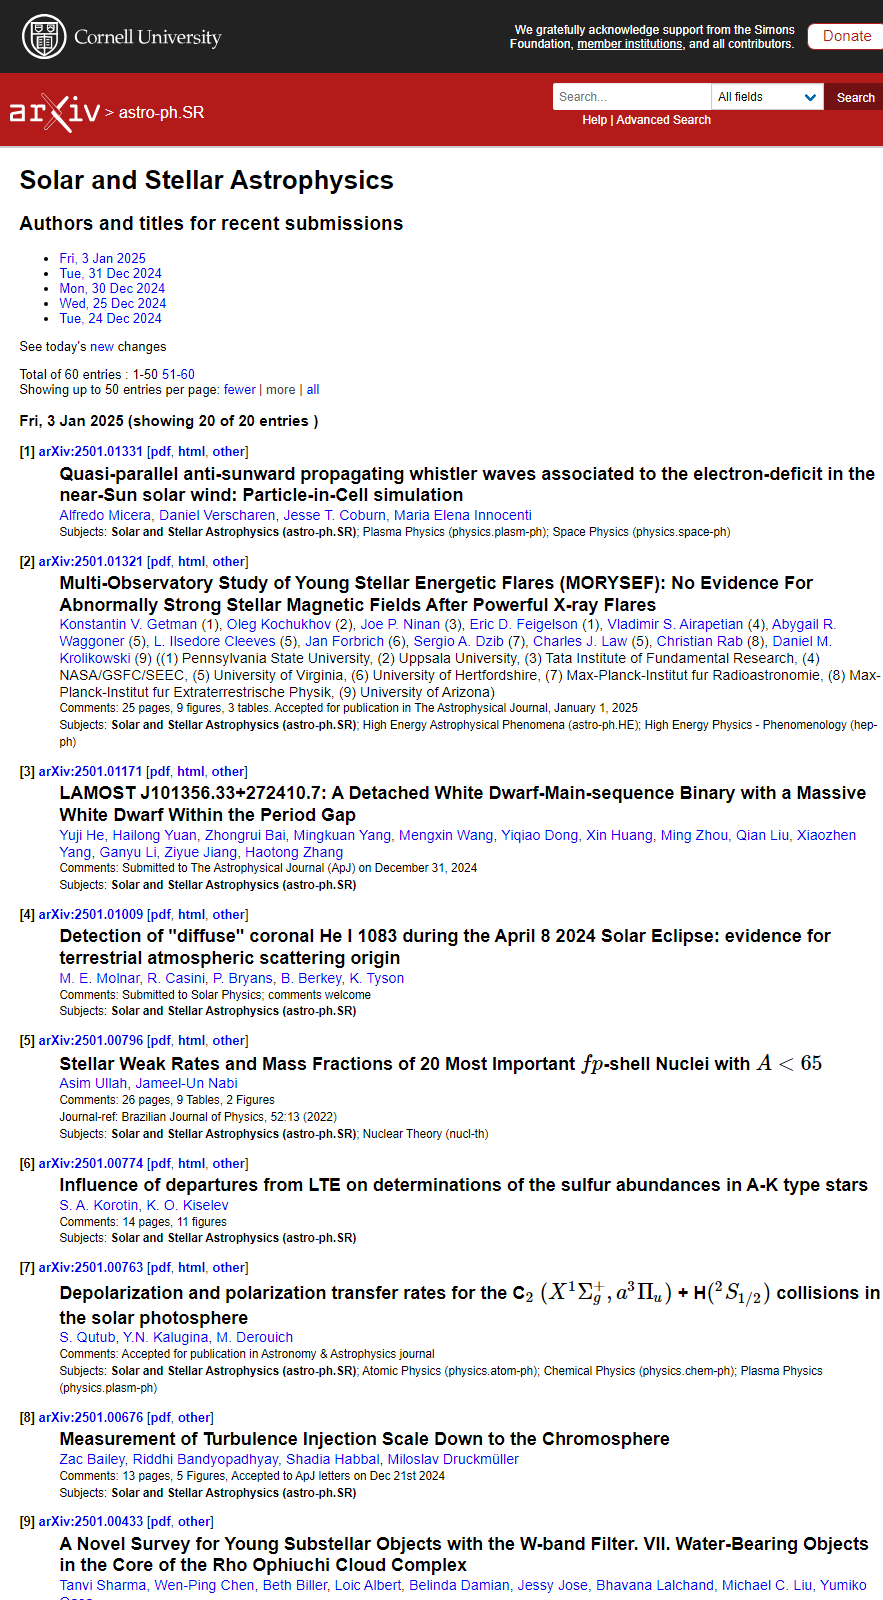 Cornell University
We gratefully acknowledge support from the Simons
Foundation, member institutions, and all contributors.
Donate
arXiv > astro-ph.SR
Search...
All fields
Search
Help | Advanced Search
Solar and Stellar Astrophysics
Authors and titles for recent submissions
• Fri, 3 Jan 2025
• Tue, 31 Dec 2024
• Mon, 30 Dec 2024
• Wed, 25 Dec 2024
• Tue, 24 Dec 2024
See today's new changes
Total of 60 entries : 1-50 51-60
Showing up to 50 entries per page: fewer | more | all
Fri, 3 Jan 2025 (showing 20 of 20 entries )
[1] arXiv:2501.01331 [pdf, html, other]
Quasi-parallel anti-sunward propagating whistler waves associated to the electron-deficit in the
near-Sun solar wind: Particle-in-Cell simulation
Alfredo Micera, Daniel Verscharen, Jesse T. Coburn, Maria Elena Innocenti
Subjects: Solar and Stellar Astrophysics (astro-ph.SR); Plasma Physics (physics.plasm-ph); Space Physics (physics.space-ph)
[2] arXiv:2501.01321 [pdf, html, other]
Multi-Observatory Study of Young Stellar Energetic Flares (MORYSEF): No Evidence For
Abnormally Strong Stellar Magnetic Fields After Powerful X-ray Flares
Konstantin V. Getman (1), Oleg Kochukhov (2), Joe P. Ninan (3), Eric D. Feigelson (1), Vladimir S. Airapetian (4), Abygail R.
Waggoner (5), L. Ilsedore Cleeves (5), Jan Forbrich (6), Sergio A. Dzib (7), Charles J. Law (5), Christian Rab (8), Daniel M.
Krolikowski (9) ((1) Pennsylvania State University, (2) Uppsala University, (3) Tata Institute of Fundamental Research, (4)
NASA/GSFC/SEEC, (5) University of Virginia, (6) University of Hertfordshire, (7) Max-Planck-Institut fur Radioastronomie, (8) Max-
Planck-Institut fur Extraterrestrische Physik, (9) University of Arizona)
Comments: 25 pages, 9 figures, 3 tables. Accepted for publication in The Astrophysical Journal, January 1, 2025
Subjects: Solar and Stellar Astrophysics (astro-ph.SR); High Energy Astrophysical Phenomena (astro-ph.HE); High Energy Physics - Phenomenology (hep-
ph)
[3] arXiv:2501.01171 [pdf, html, other]
LAMOST J101356.33+272410.7: A Detached White Dwarf-Main-sequence Binary with a Massive
White Dwarf Within the Period Gap
Yuji He, Hailong Yuan, Zhongrui Bai, Mingkuan Yang, Mengxin Wang, Yiqiao Dong, Xin Huang, Ming Zhou, Qian Liu, Xiaozhen
Yang, Ganyu Li, Ziyue Jiang, Haotong Zhang
Comments: Submitted to The Astrophysical Journal (ApJ) on December 31, 2024
Subjects: Solar and Stellar Astrophysics (astro-ph.SR)
[4] arXiv:2501.01009 [pdf, html, other]
Detection of "diffuse" coronal He I 1083 during the April 8 2024 Solar Eclipse: evidence for
terrestrial atmospheric scattering origin
M. E. Molnar, R. Casini, P. Bryans, B. Berkey, K. Tyson
Comments: Submitted to Solar Physics; comments welcome
Subjects: Solar and Stellar Astrophysics (astro-ph.SR)
[5] arXiv:2501.00796 [pdf, html, other]
Stellar Weak Rates and Mass Fractions of 20 Most Important fp-shell Nuclei with A < 65
Asim Ullah, Jameel-Un Nabi
Comments: 26 pages, 9 Tables, 2 Figures
Journal-ref: Brazilian Journal of Physics, 52:13 (2022)
Subjects: Solar and Stellar Astrophysics (astro-ph.SR); Nuclear Theory (nucl-th)
[6] arXiv:2501.00774 [pdf, html, other]
Influence of departures from LTE on determinations of the sulfur abundances in A-K type stars
S. A. Korotin, K. O. Kiselev
Comments: 14 pages, 11 figures
Subjects: Solar and Stellar Astrophysics (astro-ph.SR)
[7] arXiv:2501.00763 [pdf, html, other]
Depolarization and polarization transfer rates for the C₂ (X¹Σg⁺, a³Πu) + H(²S1/2) collisions in
the solar photosphere
S. Qutub, Y.N. Kalugina, M. Derouich
Comments: Accepted for publication in Astronomy & Astrophysics journal
Subjects: Solar and Stellar Astrophysics (astro-ph.SR); Atomic Physics (physics.atom-ph); Chemical Physics (physics.chem-ph); Plasma Physics
(physics.plasm-ph)
[8] arXiv:2501.00676 [pdf, other]
Measurement of Turbulence Injection Scale Down to the Chromosphere
Zac Bailey, Riddhi Bandyopadhyay, Shadia Habbal, Miloslav Druckmüller
Comments: 13 pages, 5 Figures, Accepted to ApJ letters on Dec 21st 2024
Subjects: Solar and Stellar Astrophysics (astro-ph.SR)
[9] arXiv:2501.00433 [pdf, other]
A Novel Survey for Young Substellar Objects with the W-band Filter. VII. Water-Bearing Objects
in the Core of the Rho Ophiuchi Cloud Complex
Tanvi Sharma, Wen-Ping Chen, Beth Biller, Loic Albert, Belinda Damian, Jessy Jose, Bhavana Lalchand, Michael C. Liu, Yumiko